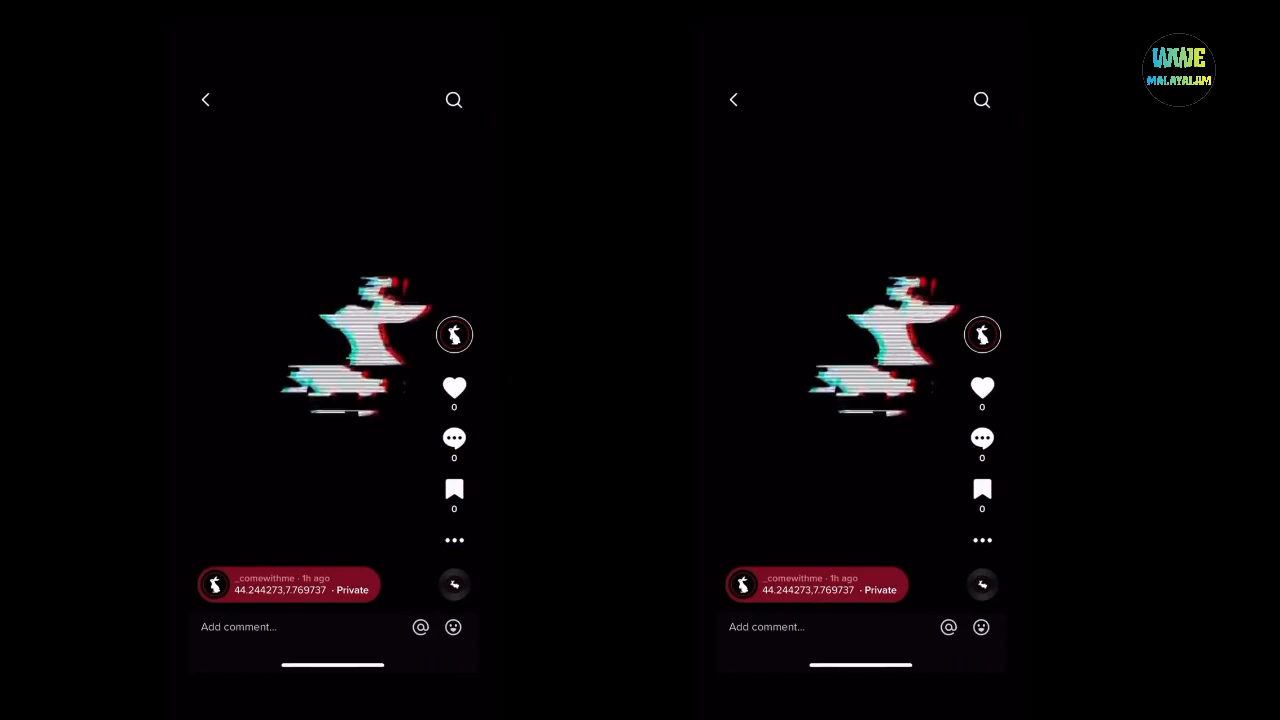 WWE
MALAYALAM
0
0
0
_comewithme · 1h ago
44.244273,7.769737 · Private
Add comment...
0
0
0
_comewithme · 1h ago
44.244273,7.769737 · Private
Add comment...